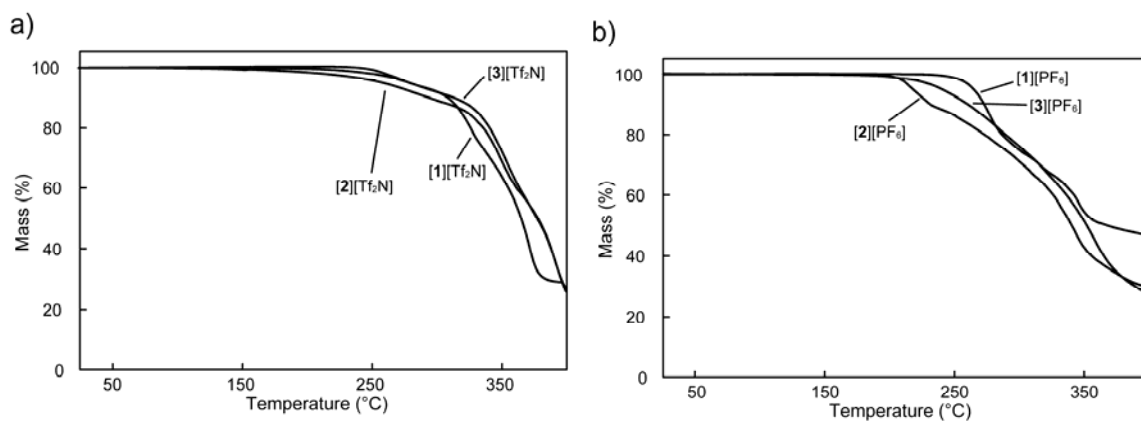 a)
100
80
60
40
20
0
Mass (%)
[3][Tf₂N]
[1][Tf₂N]
[2][Tf₂N]
50 150 250 350
Temperature (°C)
b)
100
80
60
40
20
0
Mass (%)
[1][PF₆]
[3][PF₆]
[2][PF₆]
50 150 250 350
Temperature (°C)